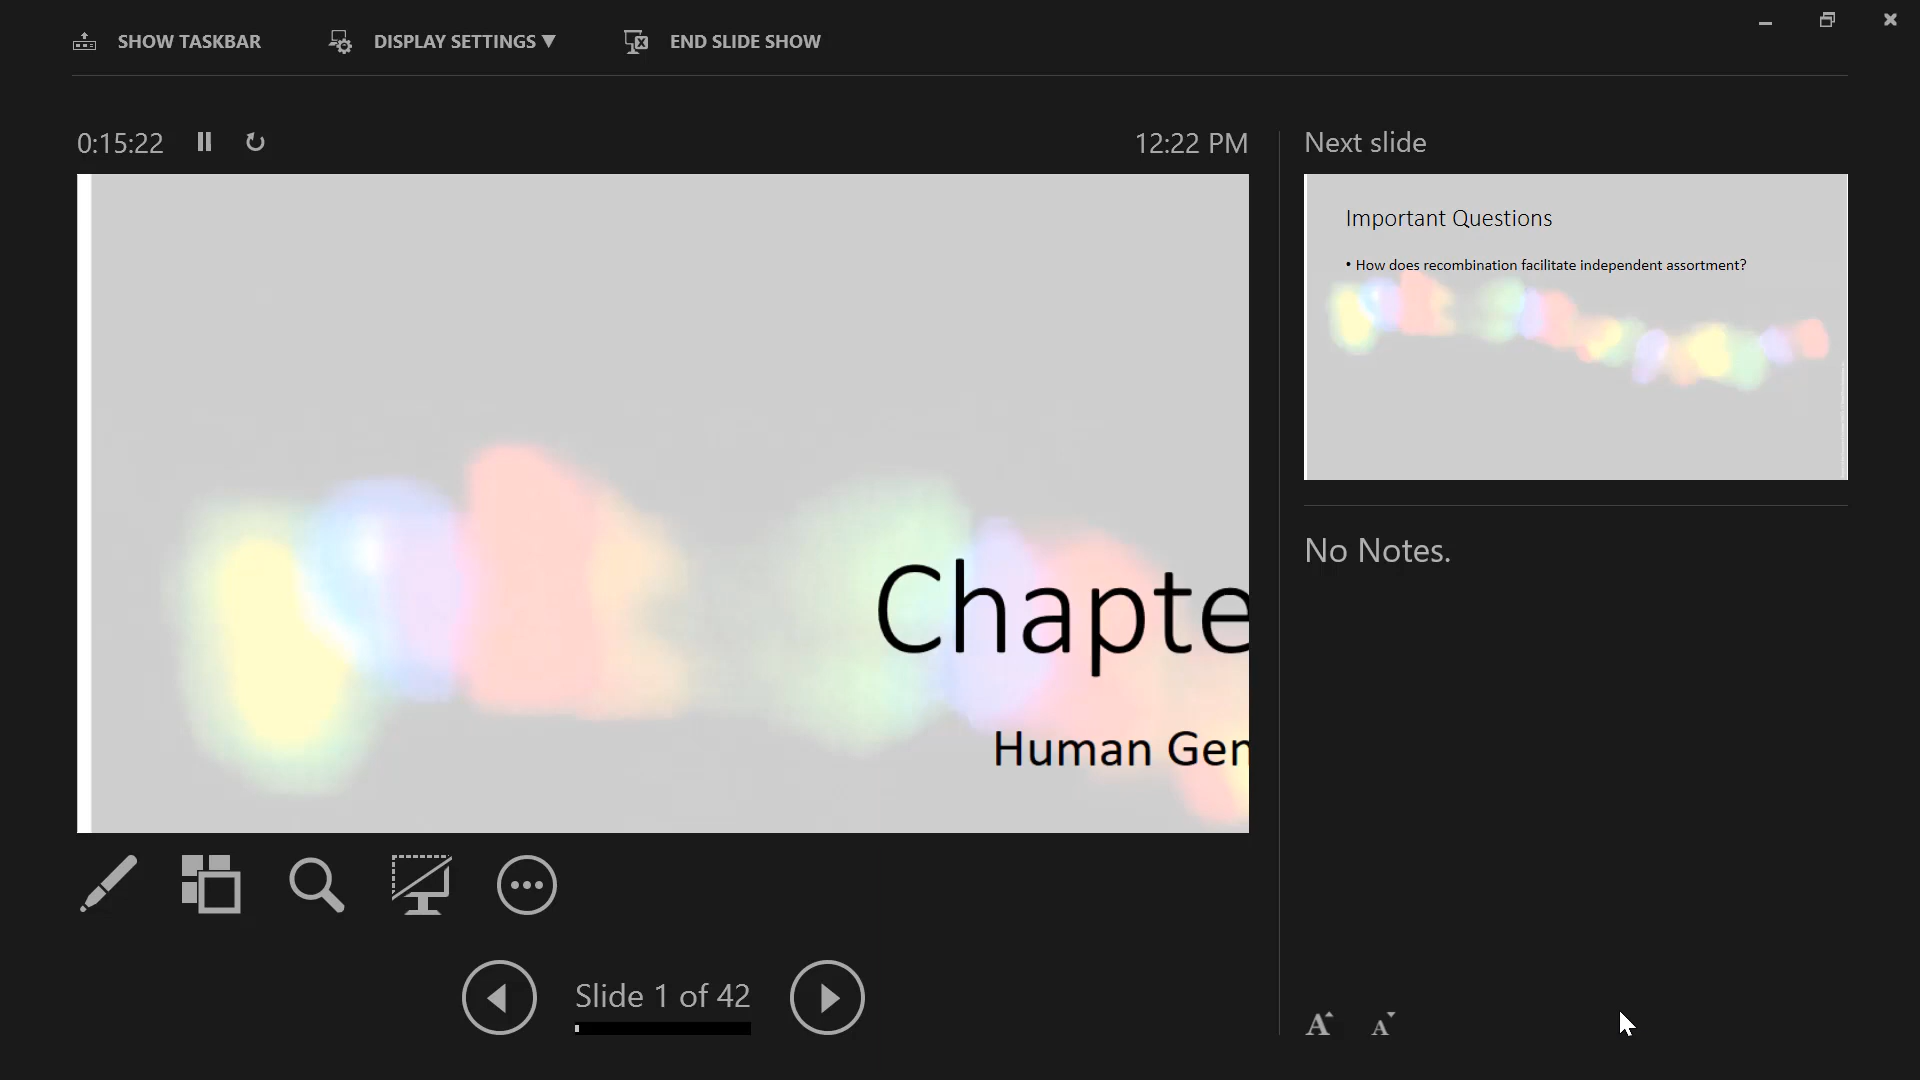 SHOW TASKBAR
DISPLAY SETTINGS ▼
END SLIDE SHOW
0:15:22
12:22 PM
Next slide
Important Questions
• How does recombination facilitate independent assortment?
Chapte
Human Gen
No Notes.
Slide 1 of 42
A A